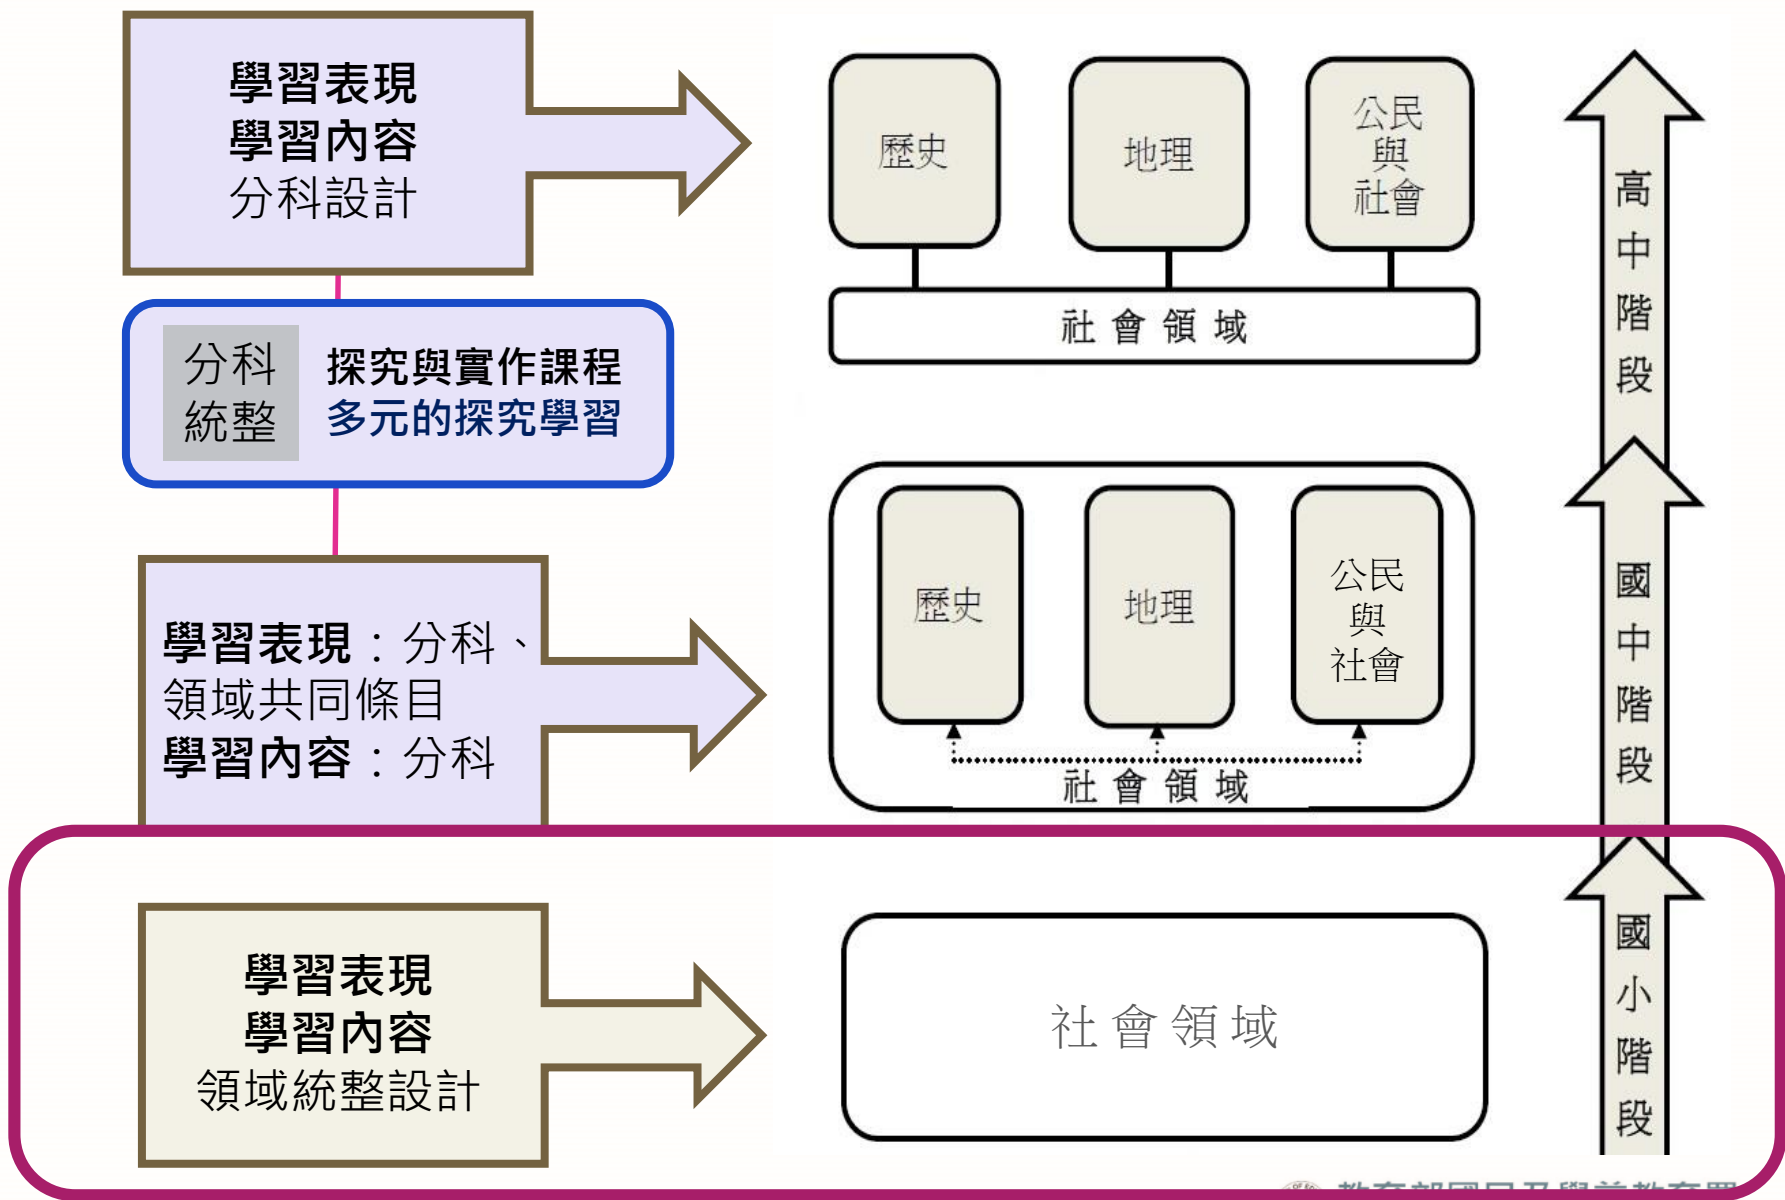 學習表現
學習內容
分科設計
歷史
地理
公民
與
社會
社會領域
高中階段
分科
統整
探究與實作課程
多元的探究學習
學習表現：分科、
領域共同條目
學習內容：分科
歷史
地理
公民
與
社會
社會領域
國中階段
學習表現
學習內容
領域統整設計
社會領域
國小階段